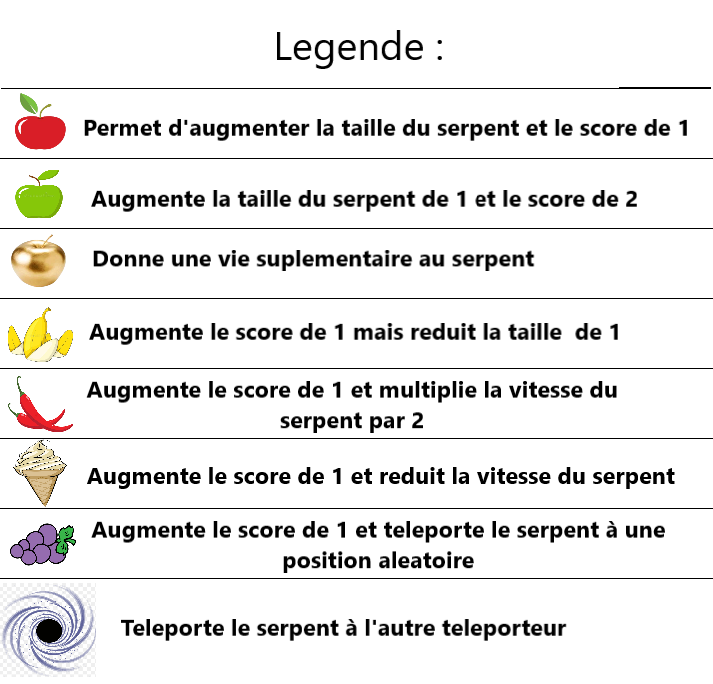 Legende :
Permet d'augmenter la taille du serpent et le score de 1
Augmente la taille du serpent de 1 et le score de 2
Donne une vie suplementaire au serpent
Augmente le score de 1 mais reduit la taille  de 1
Augmente le score de 1 et multiplie la vitesse du
serpent par 2
Augmente le score de 1 et reduit la vitesse du serpent
Augmente le score de 1 et teleporte le serpent à une
position aleatoire
Teleporte le serpent à l'autre teleporteur